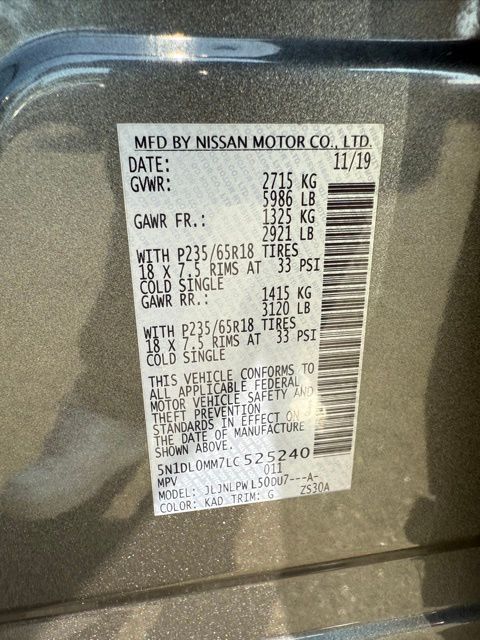 MFD BY NISSAN MOTOR CO., LTD.
DATE: 11/19
GVWR: 2715 KG
5986 LB
GAWR FR.: 1325 KG
2921 LB
WITH P235/65R18 TIRES
18 X 7.5 RIMS AT 33 PSI
COLD SINGLE
GAWR RR.: 1415 KG
3120 LB
WITH P235/65R18 TIRES
18 X 7.5 RIMS AT 33 PSI
COLD SINGLE
THIS VEHICLE CONFORMS TO
ALL APPLICABLE FEDERAL
MOTOR VEHICLE SAFETY AND
THEFT PREVENTION
STANDARDS IN EFFECT ON
THE DATE OF MANUFACTURE
SHOWN ABOVE.
5N1DL0MM7LC525240
MPV 011
MODEL: JLJNLPWL50DU7---A-
COLOR: KAD TRIM: G ZS30A